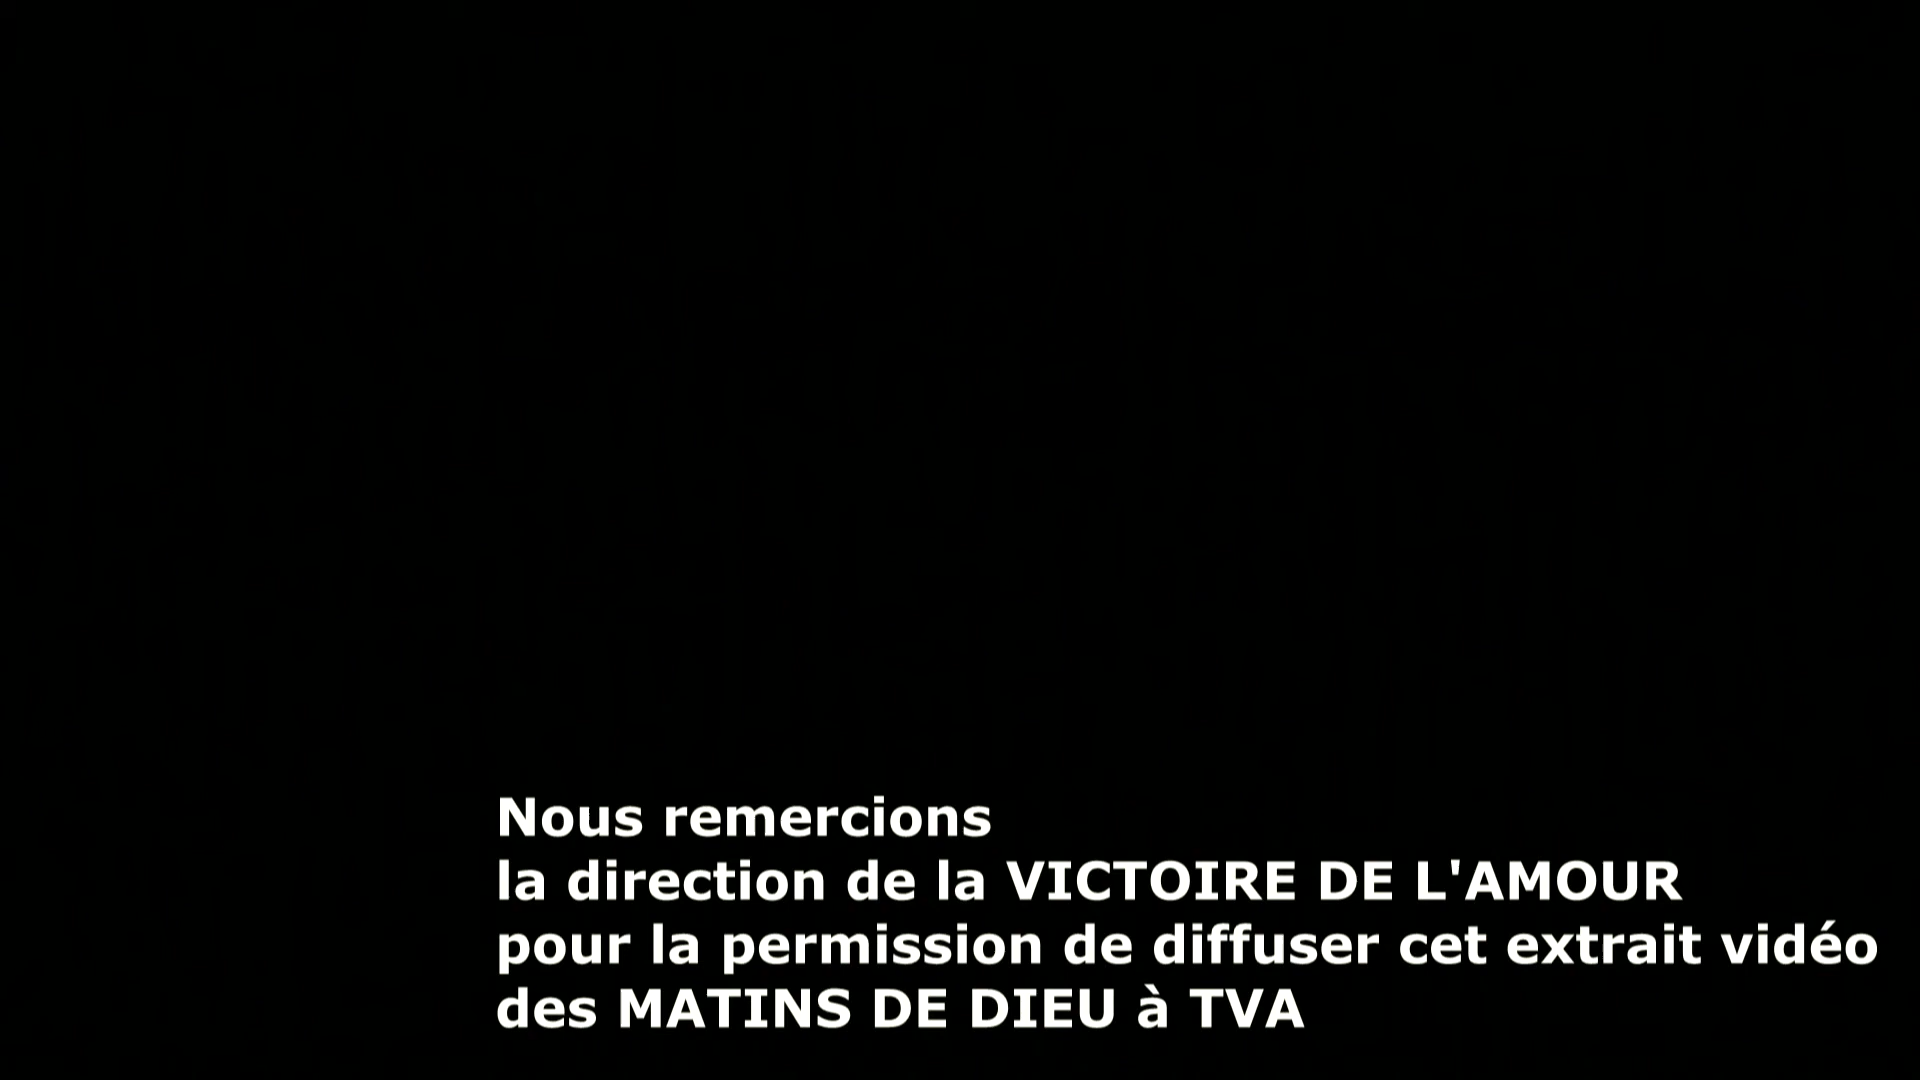 Nous remercions
la direction de la VICTOIRE DE L'AMOUR
pour la permission de diffuser cet extrait vidéo
des MATINS DE DIEU à TVA